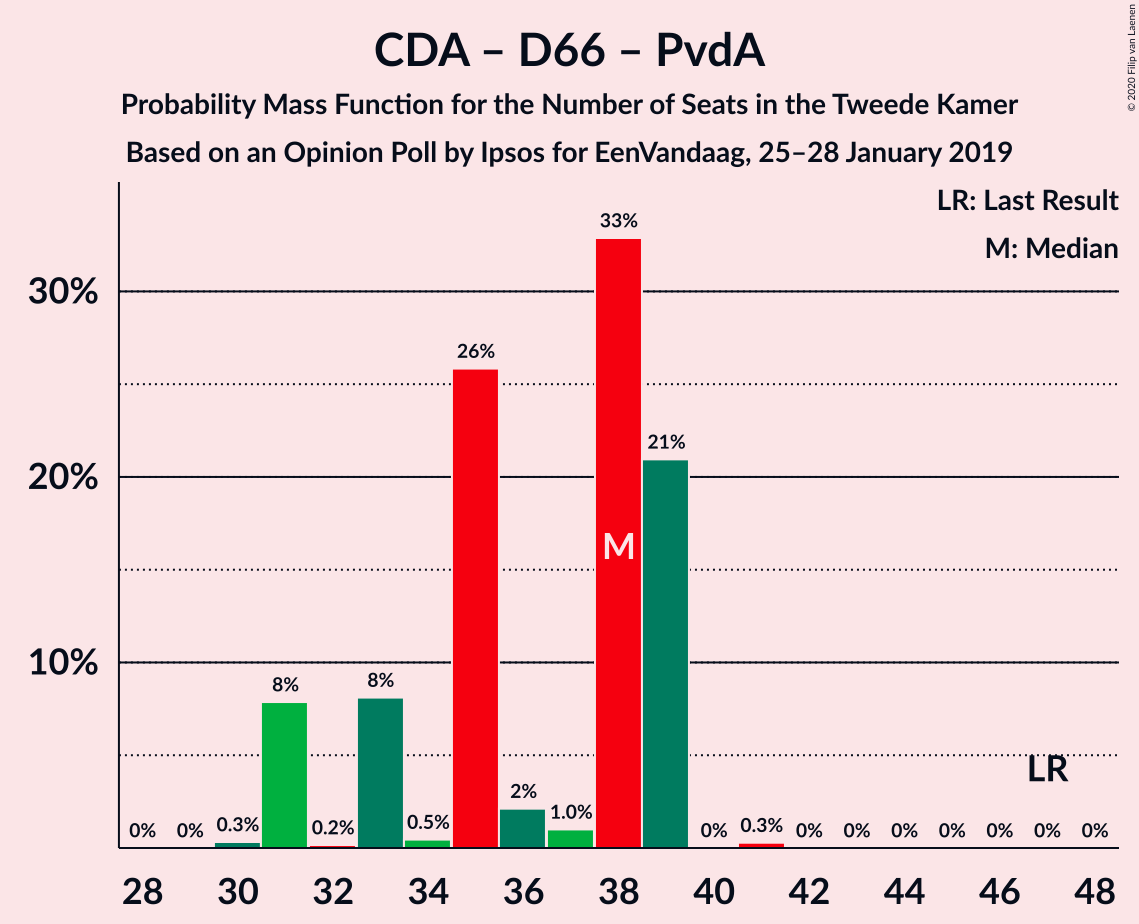 CDA – D66 – PvdA
Probability Mass Function for the Number of Seats in the Tweede Kamer
Based on an Opinion Poll by Ipsos for EenVandaag, 25–28 January 2019
© 2020 Filip van Laenen
LR: Last Result
M: Median
30%
20%
10%
0% 0% 0.3% 8% 0.2% 8% 0.5% 26% 2% 1.0% 33% 21% 0% 0.3% 0% 0% 0% 0% 0% 0% 0%
M
LR
28 30 32 34 36 38 40 42 44 46 48